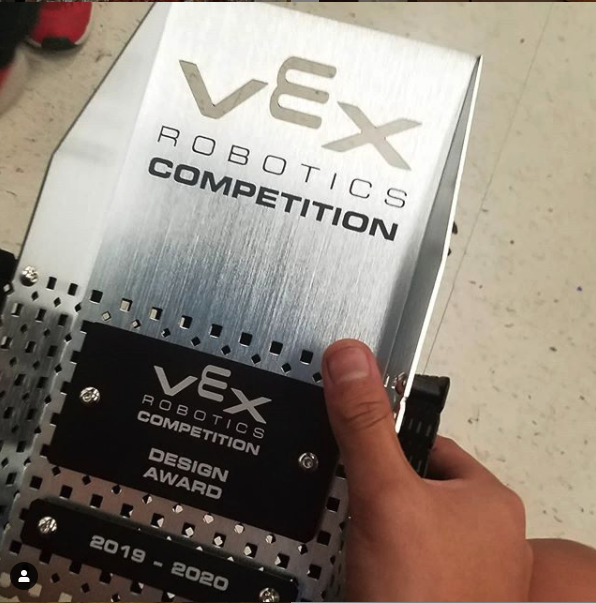 VEX
ROBOTICS
COMPETITION
VEX
ROBOTICS
COMPETITION
DESIGN
AWARD
2019 - 2020